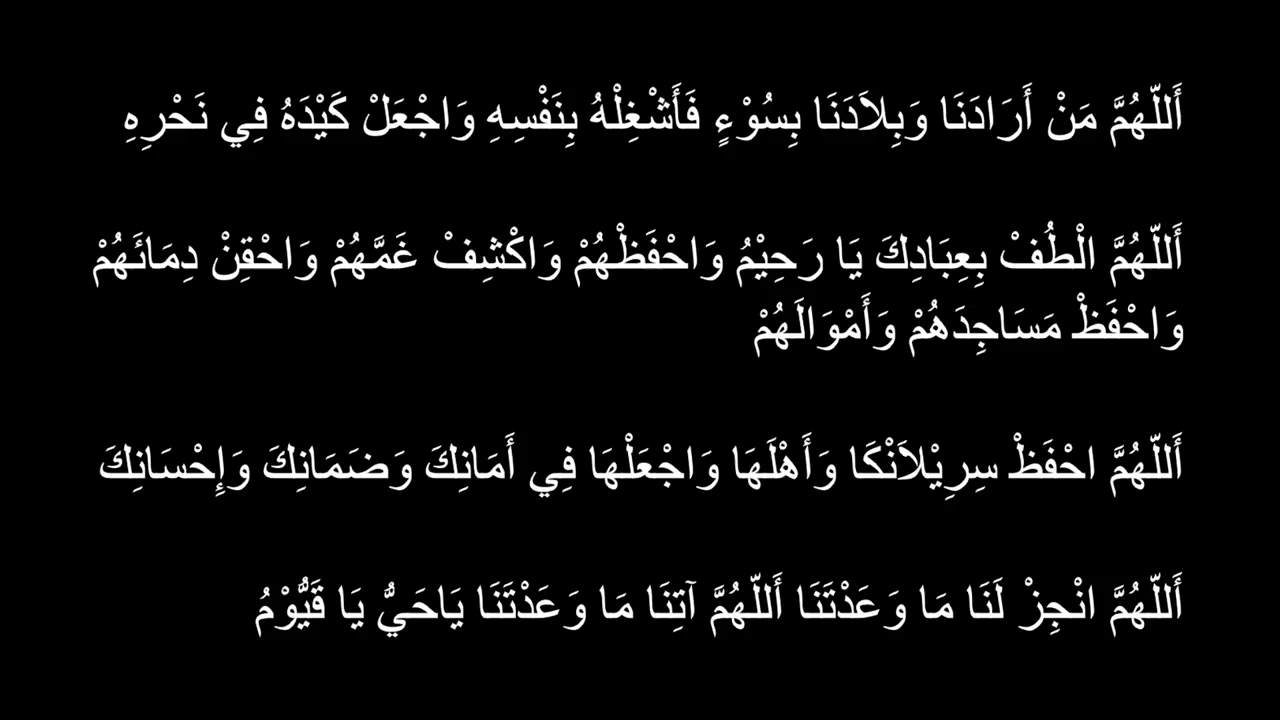 أَللّهُمَّ مَنْ أَرَادَنَا وَبِلاَدَنَا بِسُوْءٍ فَأَشْغِلْهُ بِنَفْسِهِ وَاجْعَلْ كَيْدَهُ فِي نَحْرِهِ
أَللّهُمَّ الْطُفْ بِعِبَادِكَ يَا رَحِيْمُ وَاحْفَظْهُمْ وَاكْشِفْ غَمَّهُمْ وَاحْقِنْ دِمَائَهُمْ
وَاحْفَظْ مَسَاجِدَهُمْ وَأَمْوَالَهُمْ
أَللّهُمَّ احْفَظْ سِرِيْلاَنْكَا وَأَهْلَهَا وَاجْعَلْهَا فِي أَمَانِكَ وَضَمَانِكَ وَإِحْسَانِكَ
أَللّهُمَّ انْجِزْ لَنَا مَا وَعَدْتَنَا أَللّهُمَّ آتِنَا مَا وَعَدْتَنَا يَاحَيُّ يَا قَيُّوْمُ